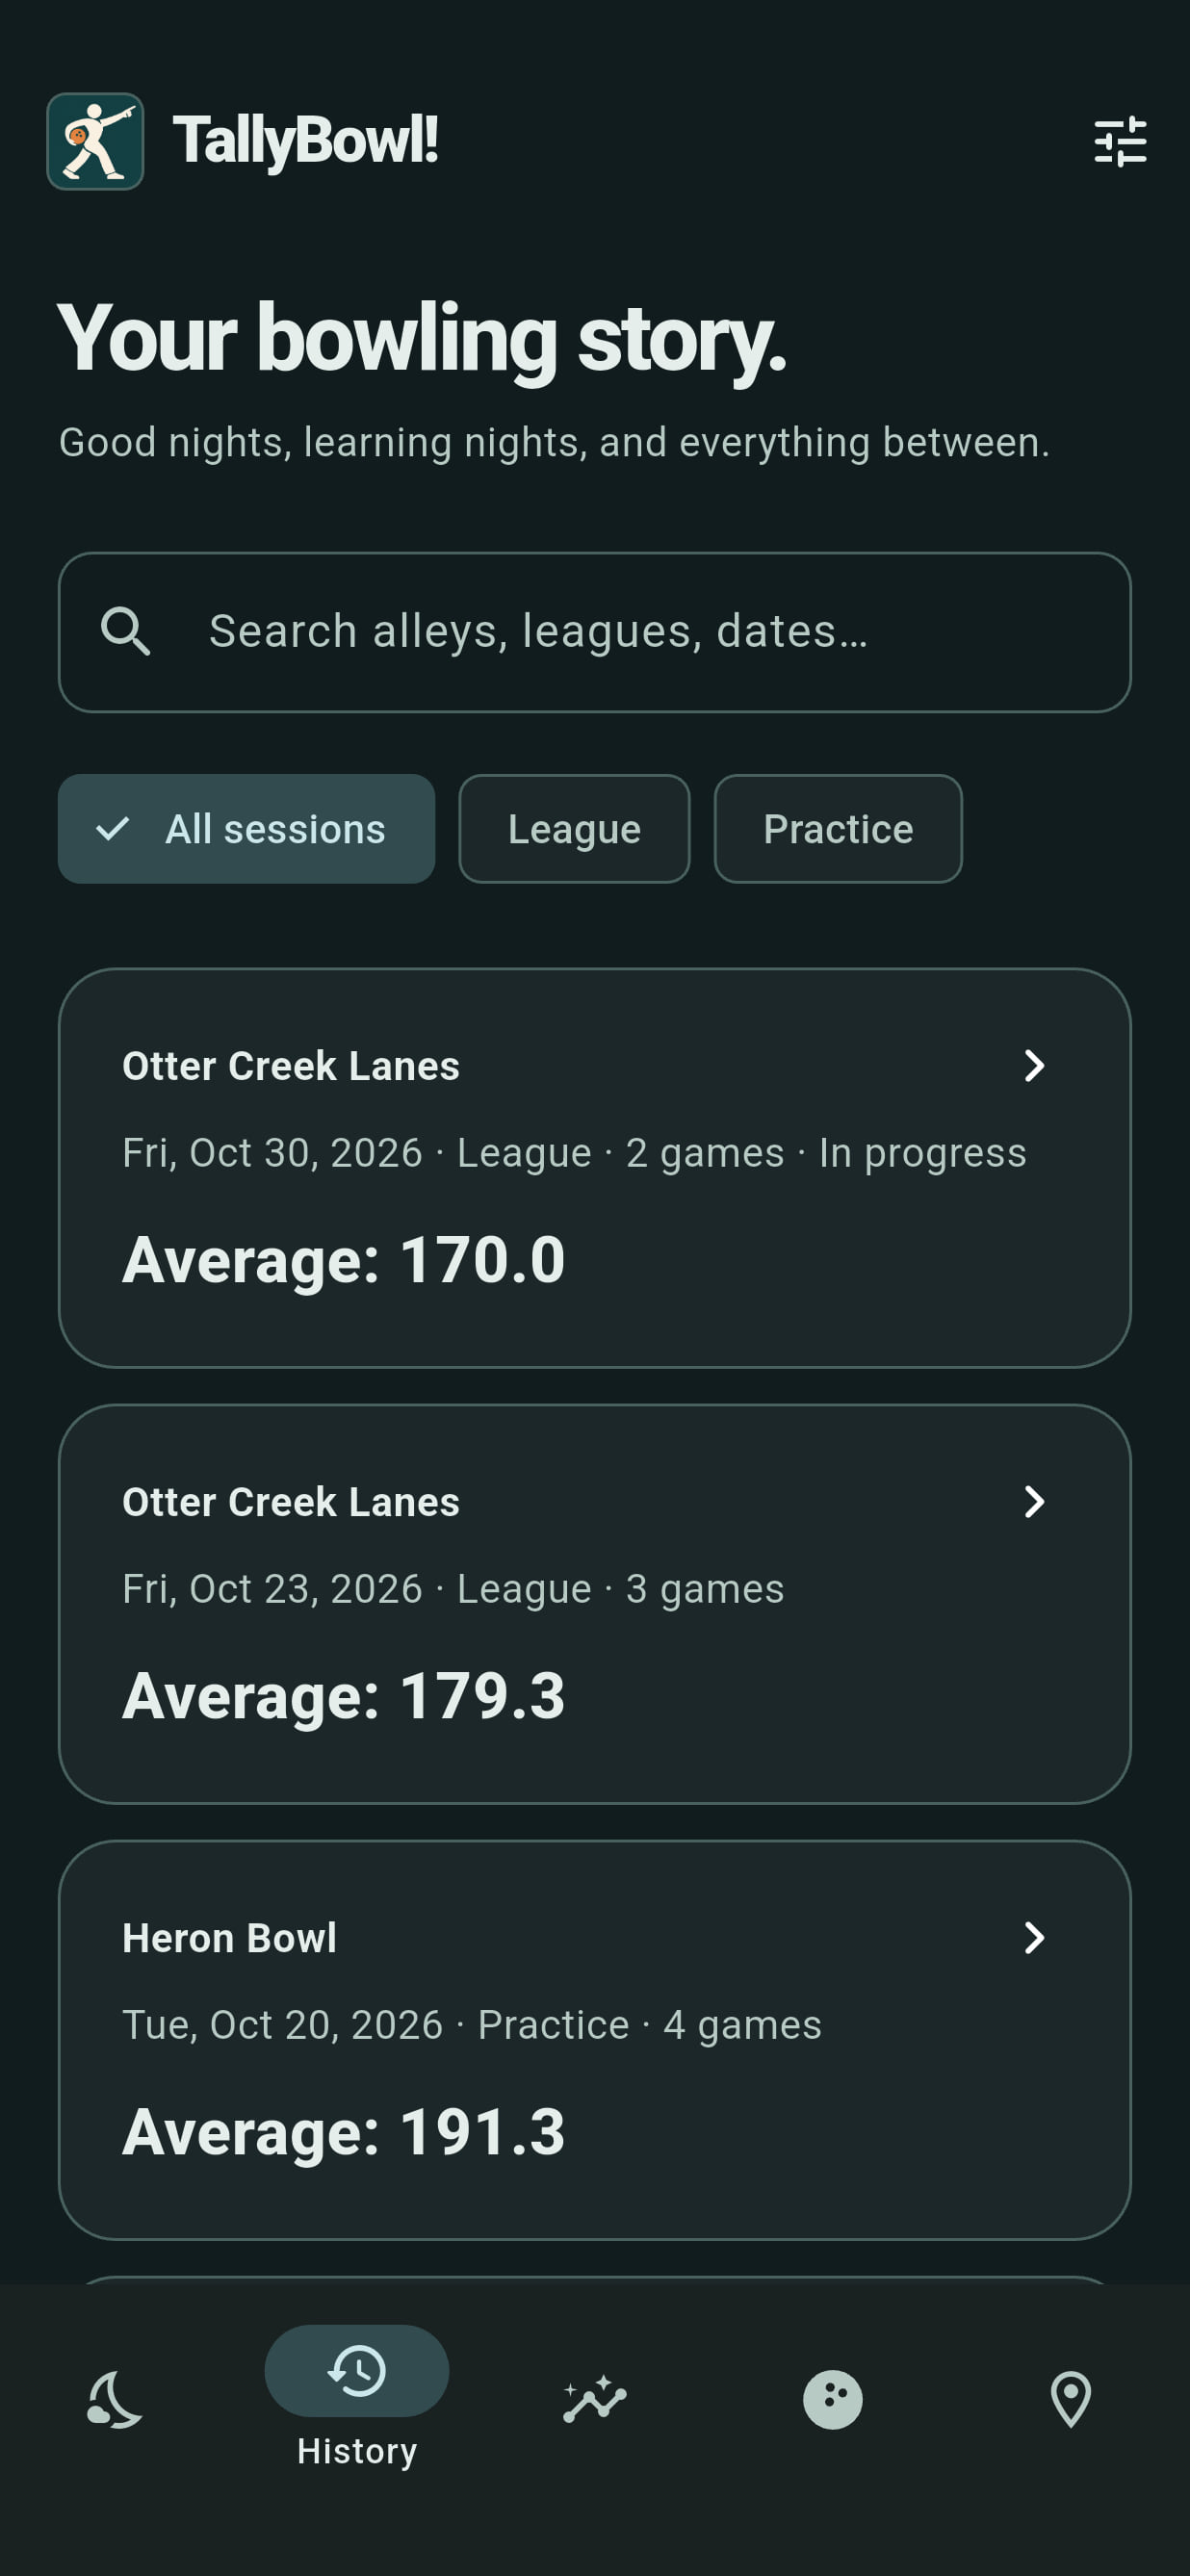 TallyBowl!
Your bowling story.
Good nights, learning nights, and everything between.
Search alleys, leagues, dates…
All sessions
League
Practice
Otter Creek Lanes
Fri, Oct 30, 2026 · League · 2 games · In progress
Average: 170.0
Otter Creek Lanes
Fri, Oct 23, 2026 · League · 3 games
Average: 179.3
Heron Bowl
Tue, Oct 20, 2026 · Practice · 4 games
Average: 191.3
History